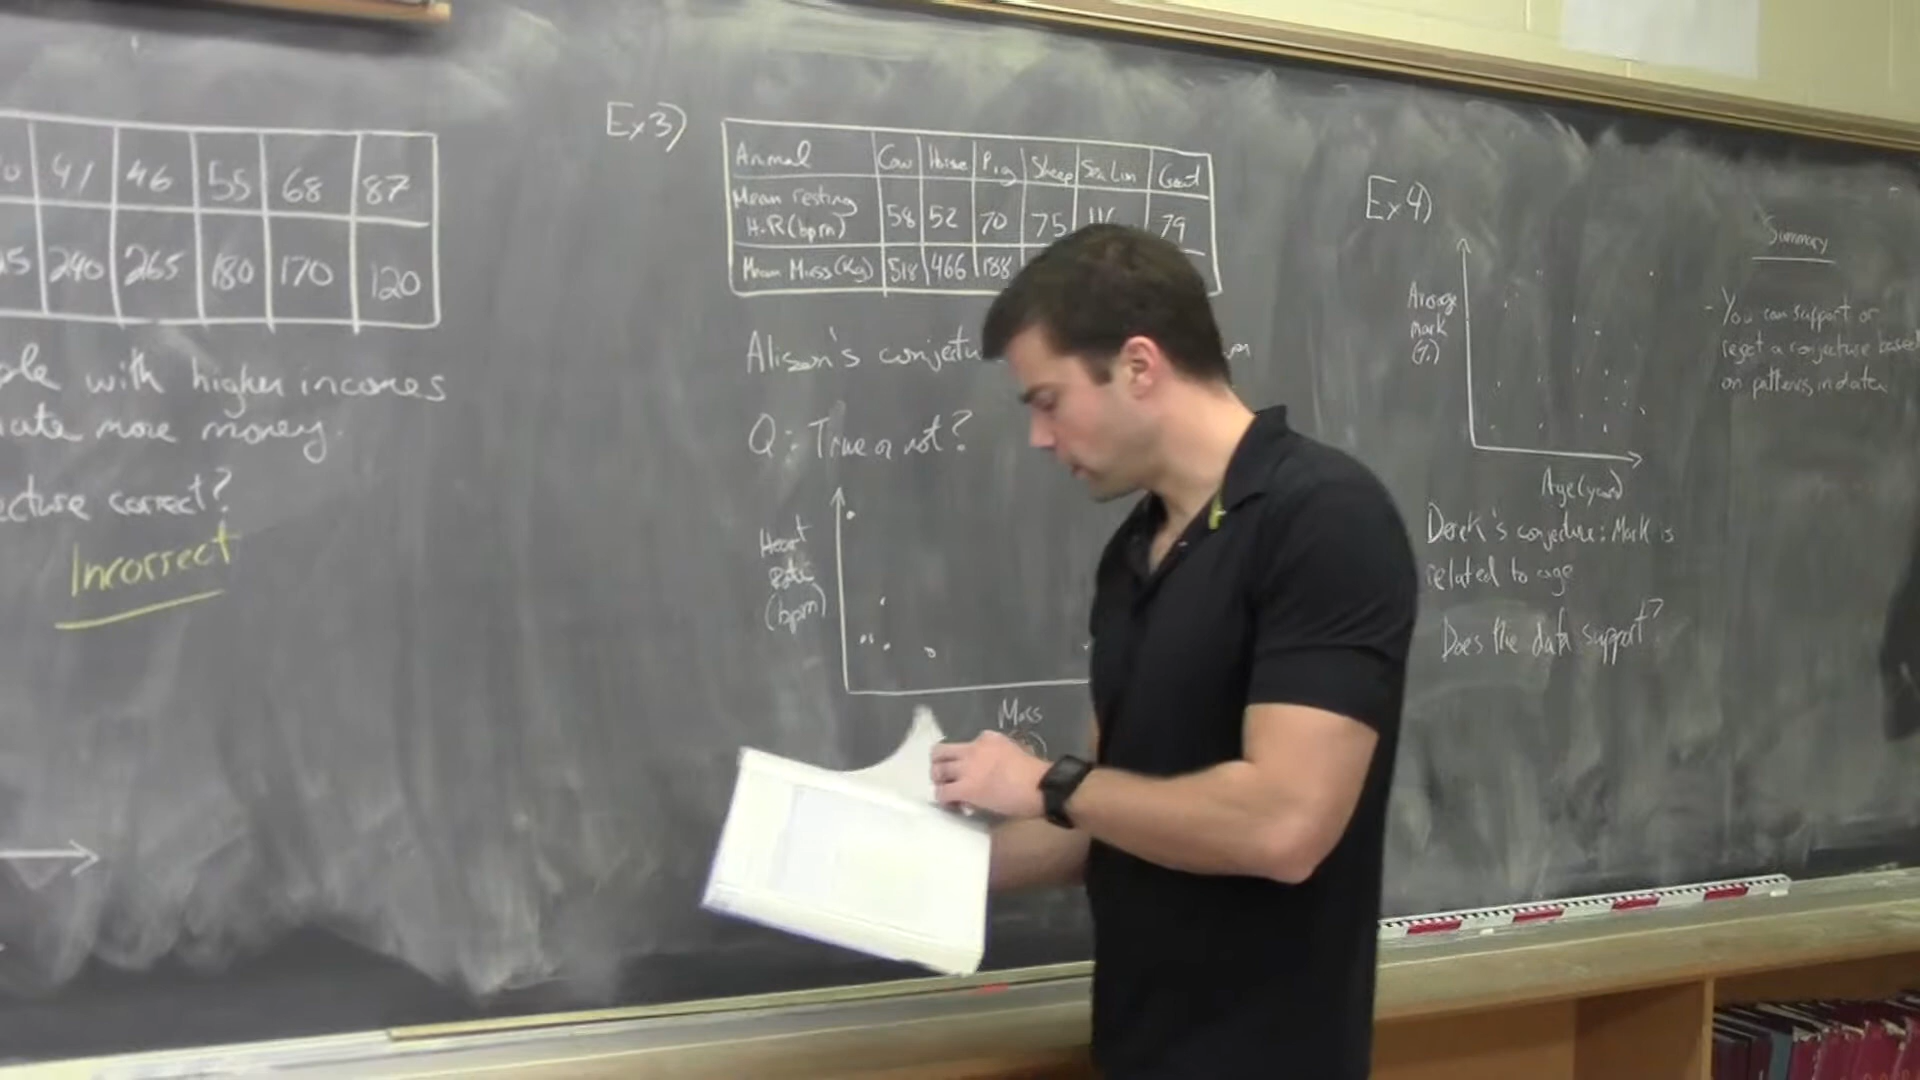 41 46 55 68 87
240 265 180 170 120
with higher incomes
more money.
correct?
Incorrect
Ex 3)
Animal Cow Horse Pig Sheep Sea Lion Goat
Mean resting
H.R (bpm) 58 52 70 75 79
Mean Mass (Kg) 518 466 188
Alison's
Q: True or not?
Heart
Rate
(bpm)
Mass
Ex 4)
Average
mark
(%)
Age (years)
Derek's conjecture: Mark is
related to age
Does the data support?
Summary
- You can support or
reject a conjecture based
on patterns in data